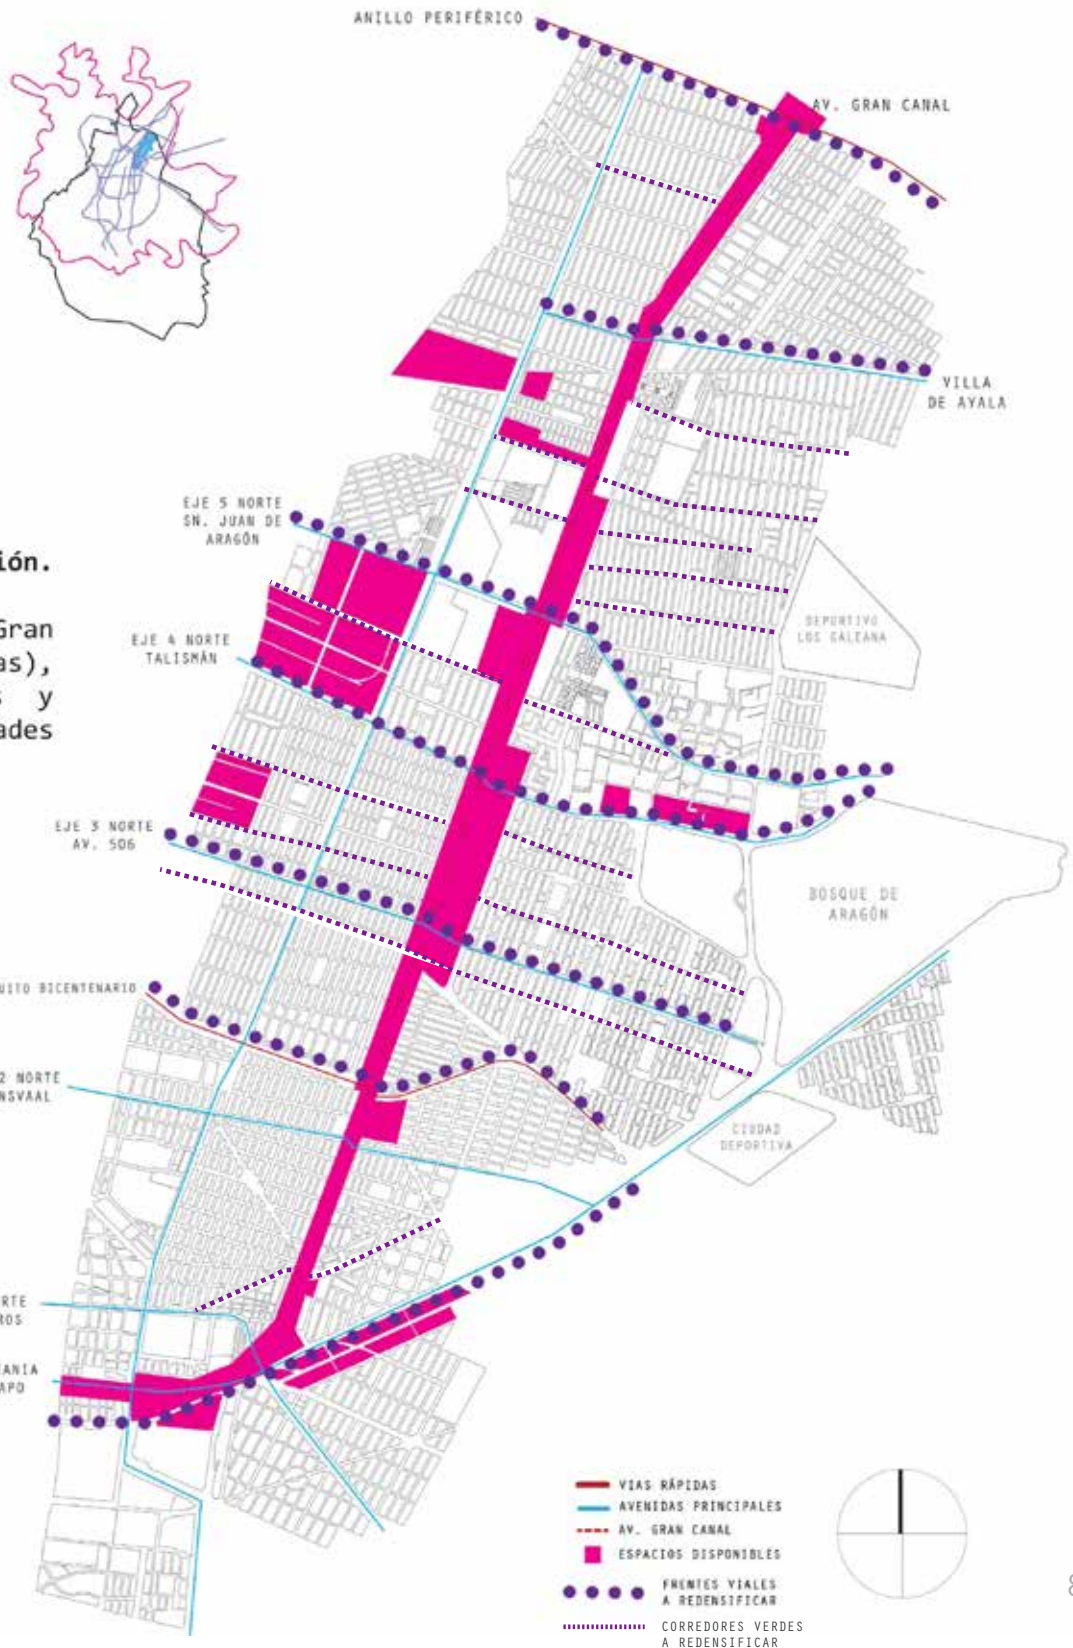 ANILLO PERIFÉRICO
AV. GRAN CANAL
VILLA
DE AYALA
EJE 5 NORTE
SN. JUAN DE
ARAGÓN
ión.
Gran
as),
s y
ades
DEPORTIVO
LOS GALEANA
EJE 4 NORTE
TALISMÁN
EJE 3 NORTE
AV. 506
BOSQUE DE
ARAGÓN
UITO BICENTENARIO
2 NORTE
NSVAAL
CIUDAD
DEPORTIVA
RTE
ROS
ANIA
APO
VIAS RÁPIDAS
AVENIDAS PRINCIPALES
AV. GRAN CANAL
ESPACIOS DISPONIBLES
FRENTES VIALES
A REDENSIFICAR
CORREDORES VERDES
A REDENSIFICAR